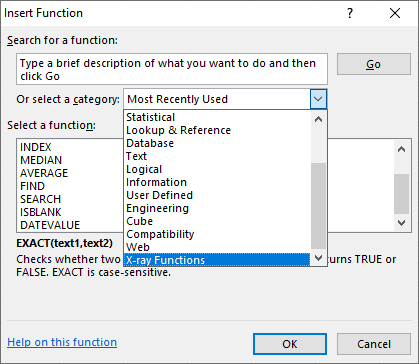 Insert Function
? ×
Search for a function:
Type a brief description of what you want to do and then click Go
Go
Or select a category:
Most Recently Used
Statistical
Lookup & Reference
Database
Text
Logical
Information
User Defined
Engineering
Cube
Compatibility
Web
X-ray Functions
Select a function:
INDEX
MEDIAN
AVERAGE
FIND
SEARCH
ISBLANK
DATEVALUE
EXACT(text1,text2)
Checks whether two urns TRUE or
FALSE. EXACT is case-sensitive.
Help on this function
OK
Cancel